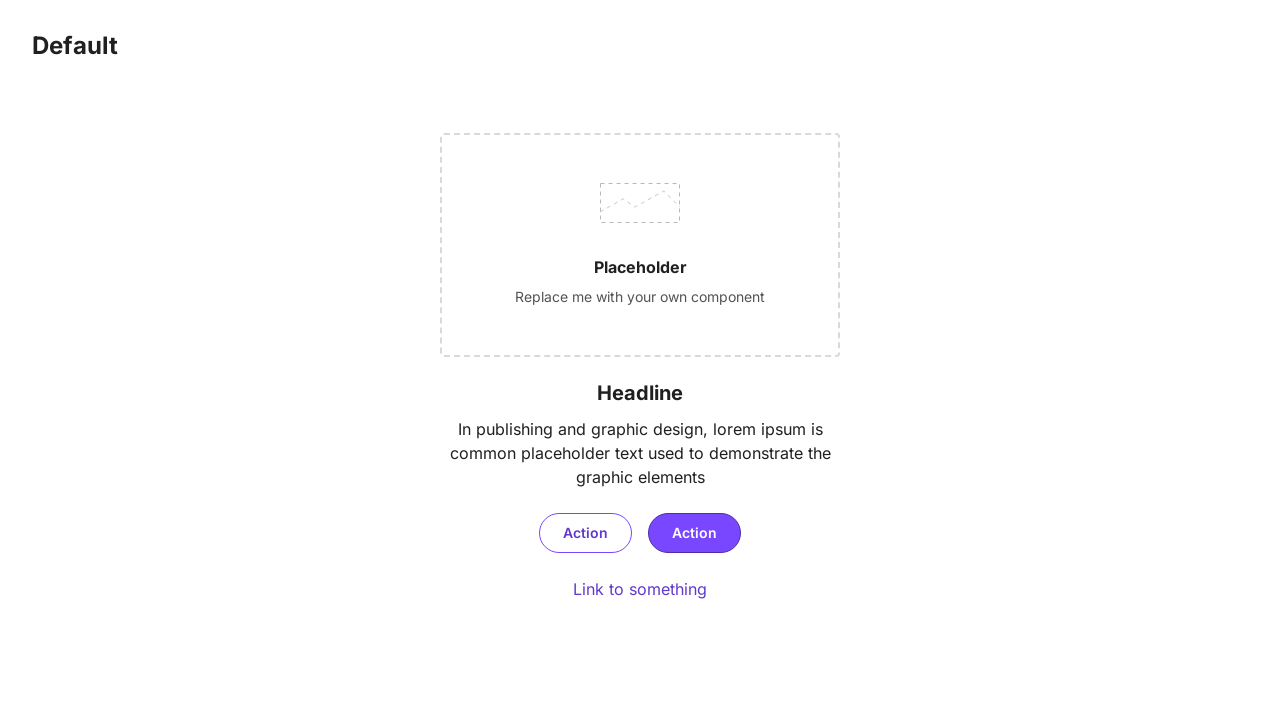 Default
Placeholder
Replace me with your own component
Headline
In publishing and graphic design, lorem ipsum is
common placeholder text used to demonstrate the
graphic elements
Action
Action
Link to something